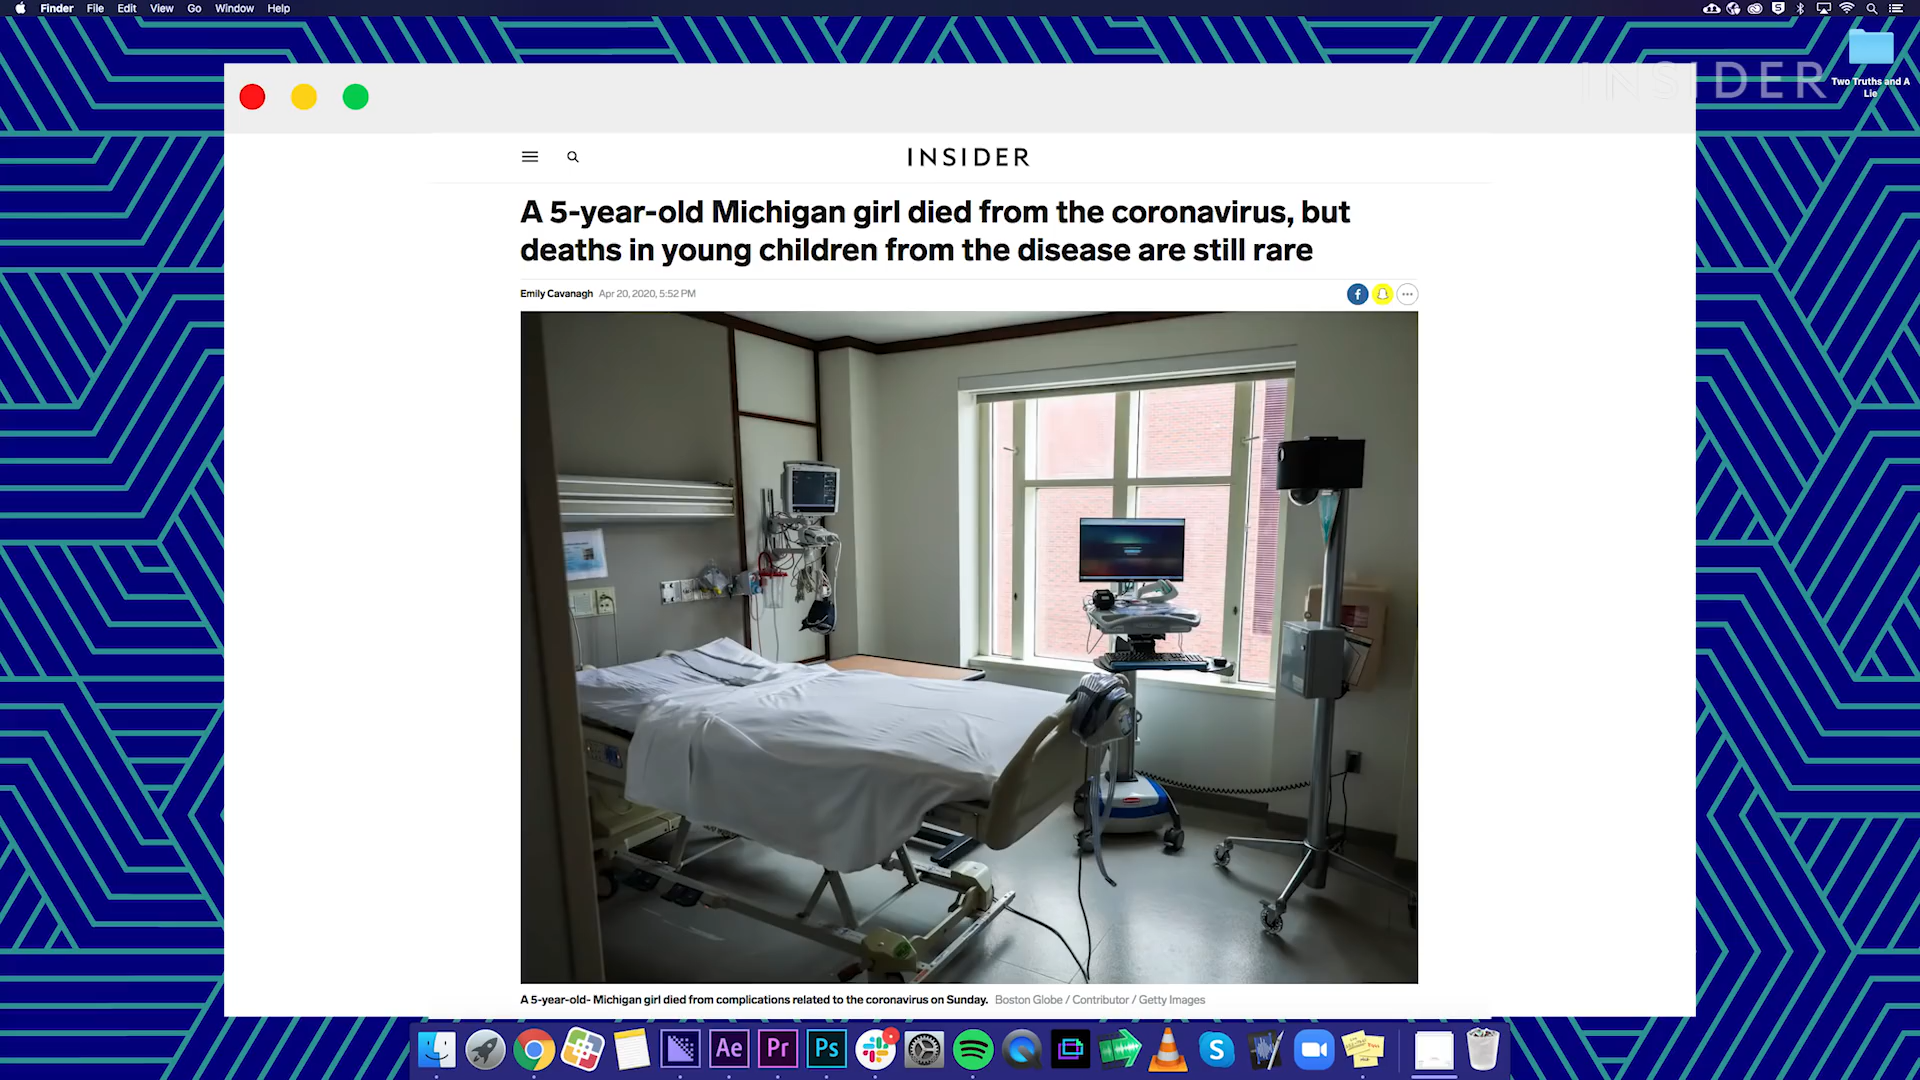 Finder File Edit View Go Window Help
INSIDER
Two Truths and A
Lie
INSIDER
A 5-year-old Michigan girl died from the coronavirus, but
deaths in young children from the disease are still rare
Emily Cavanagh Apr 20, 2020, 5:52 PM
A 5-year-old- Michigan girl died from complications related to the coronavirus on Sunday. Boston Globe / Contributor / Getty Images
Ae Pr Ps S